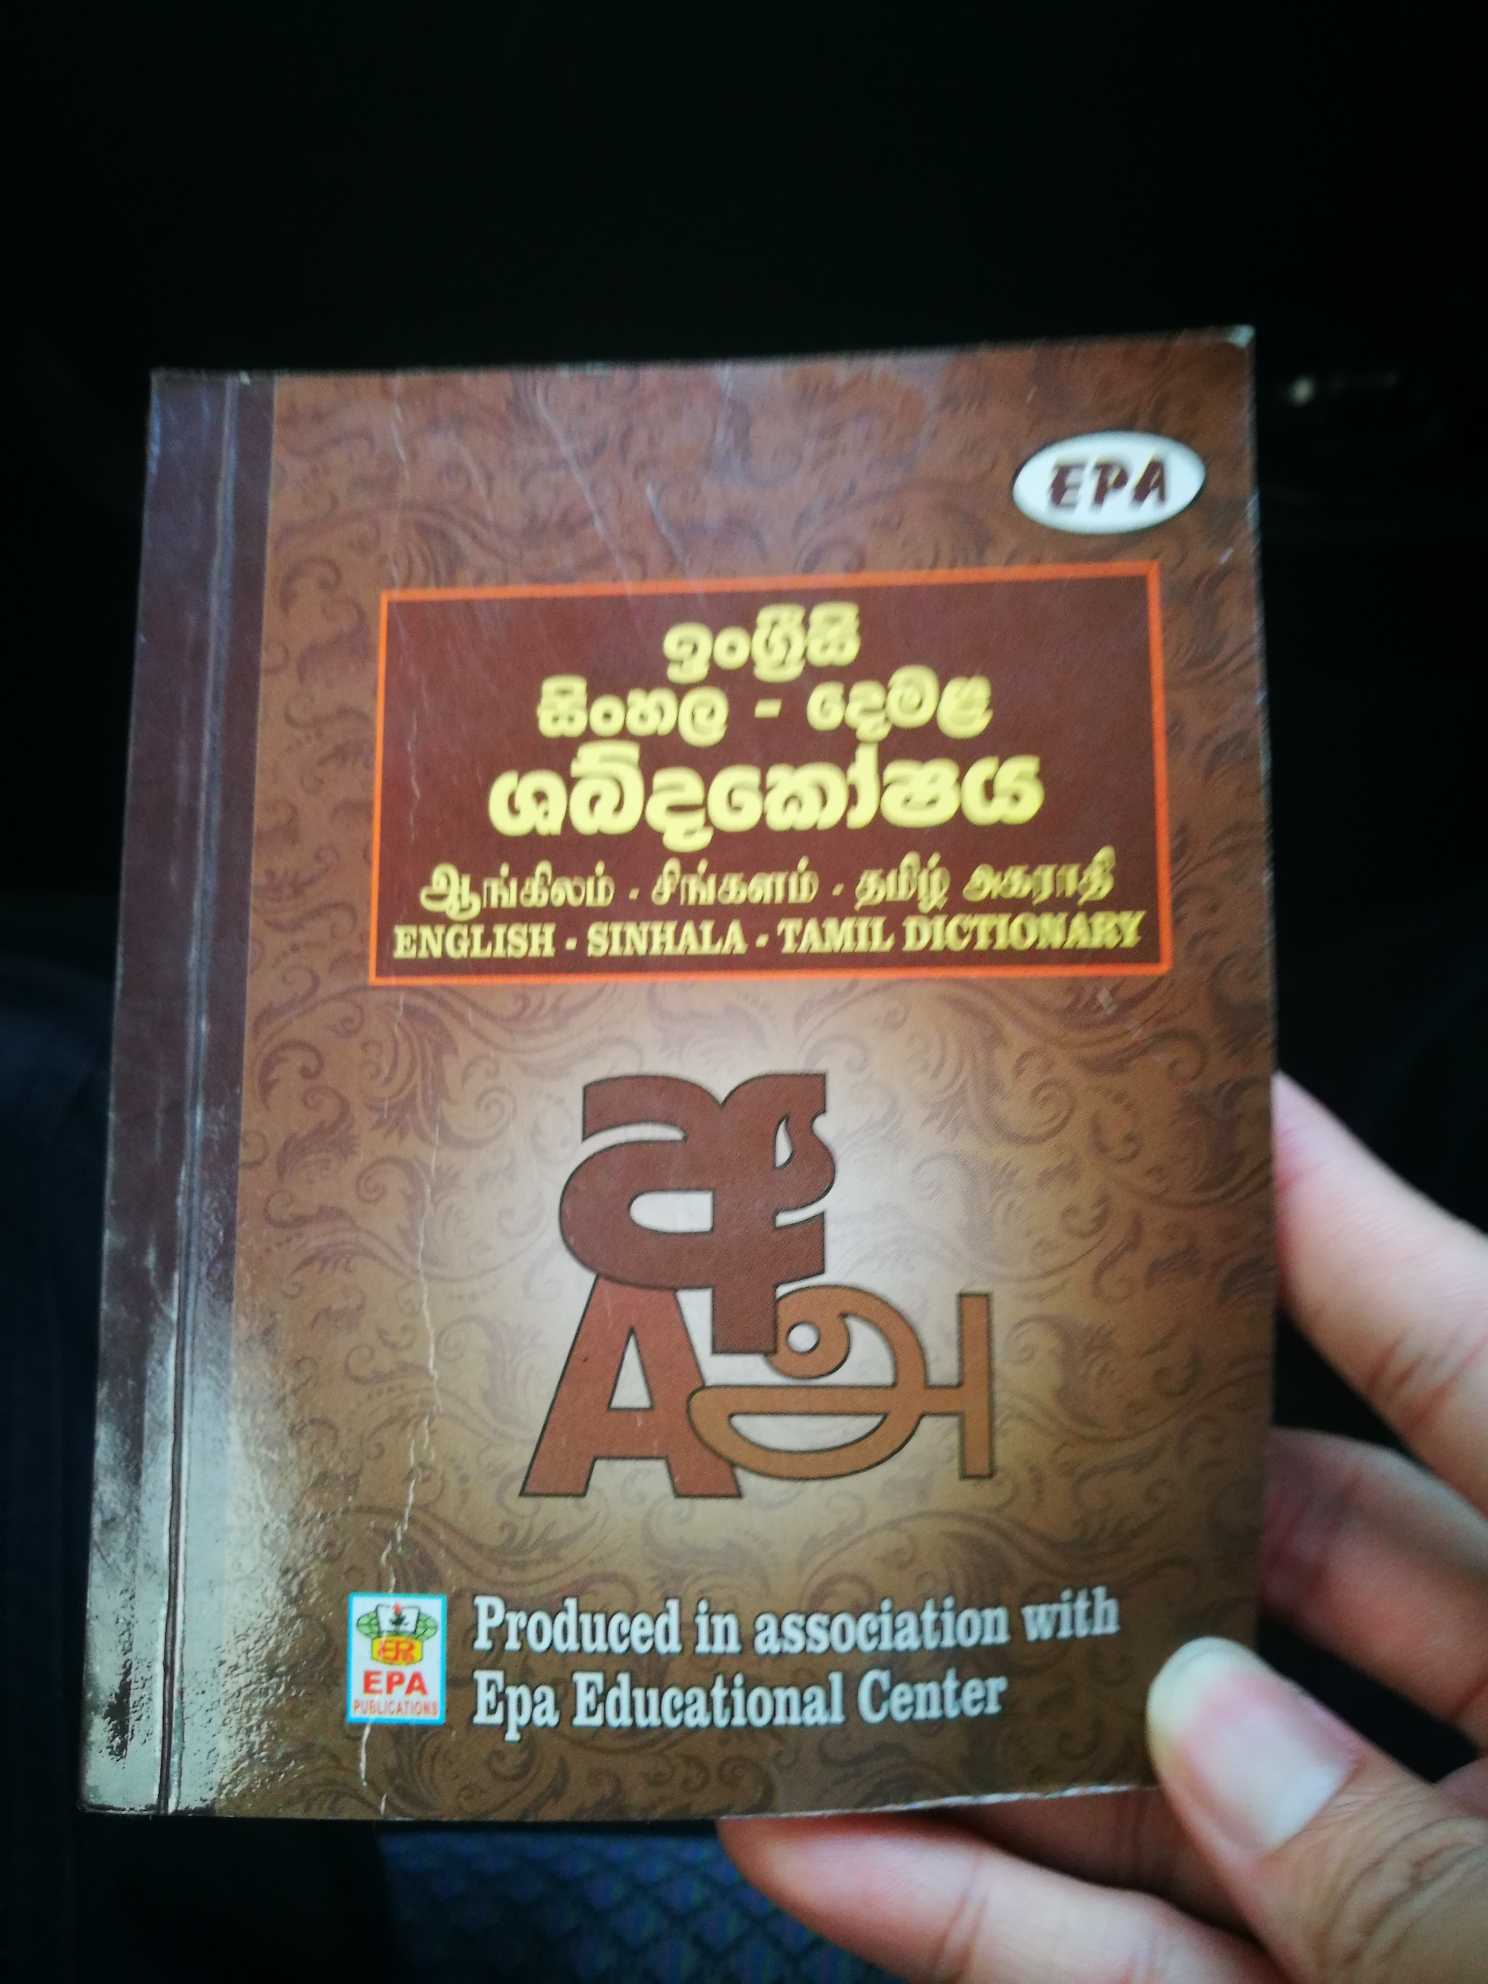 EPA
ඉංග්‍රීසි
සිංහල - දෙමළ
ශබ්දකෝෂය
ஆங்கிலம் - சிங்களம் - தமிழ் அகராதி
ENGLISH - SINHALA - TAMIL DICTIONARY
අ
A அ
Produced in association with
Epa Educational Center
EPA
PUBLICATIONS